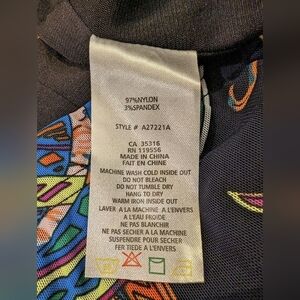 97%NYLON
3%SPANDEX
STYLE # A27221A
CA 35316
RN 119556
MADE IN CHINA
FAIT EN CHINE
MACHINE WASH COLD INSIDE OUT
DO NOT BLEACH
DO NOT TUMBLE DRY
HANG TO DRY
WARM IRON INSIDE OUT
LAVER A LA MACHINE A L'ENVERS
A L'EAU FROIDE
NE PAS BLANCHIR
NE PAS SECHER A LA MACHINE
SUSPENDRE POUR SECHER
FER TIEDE A L'ENVERS